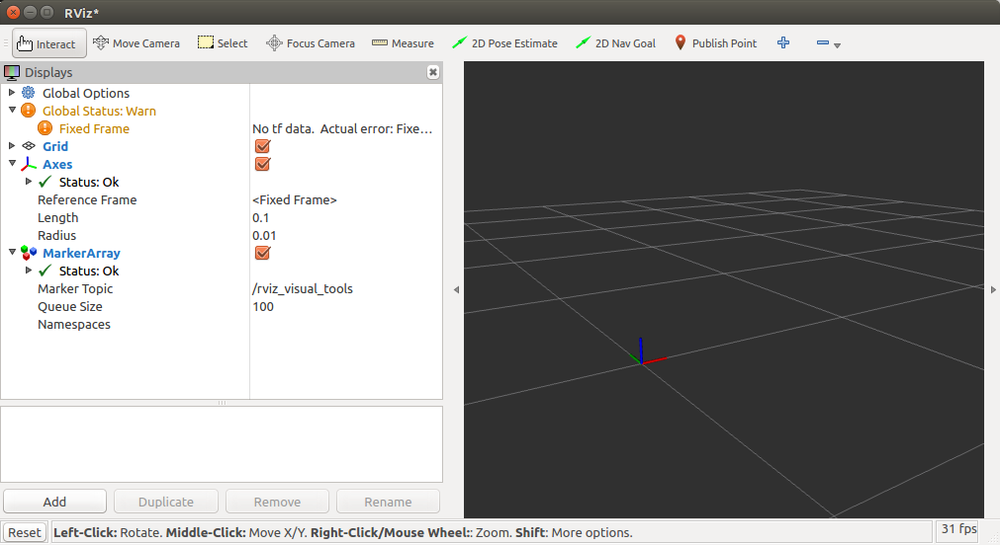 RViz*
Interact Move Camera Select Focus Camera Measure 2D Pose Estimate 2D Nav Goal Publish Point
Displays
Global Options
Global Status: Warn
Fixed Frame No tf data. Actual error: Fixe...
Grid
Axes
Status: Ok
Reference Frame <Fixed Frame>
Length 0.1
Radius 0.01
MarkerArray
Status: Ok
Marker Topic /rviz_visual_tools
Queue Size 100
Namespaces
Add Duplicate Remove Rename
Reset Left-Click: Rotate. Middle-Click: Move X/Y. Right-Click/Mouse Wheel:: Zoom. Shift: More options. 31 fps